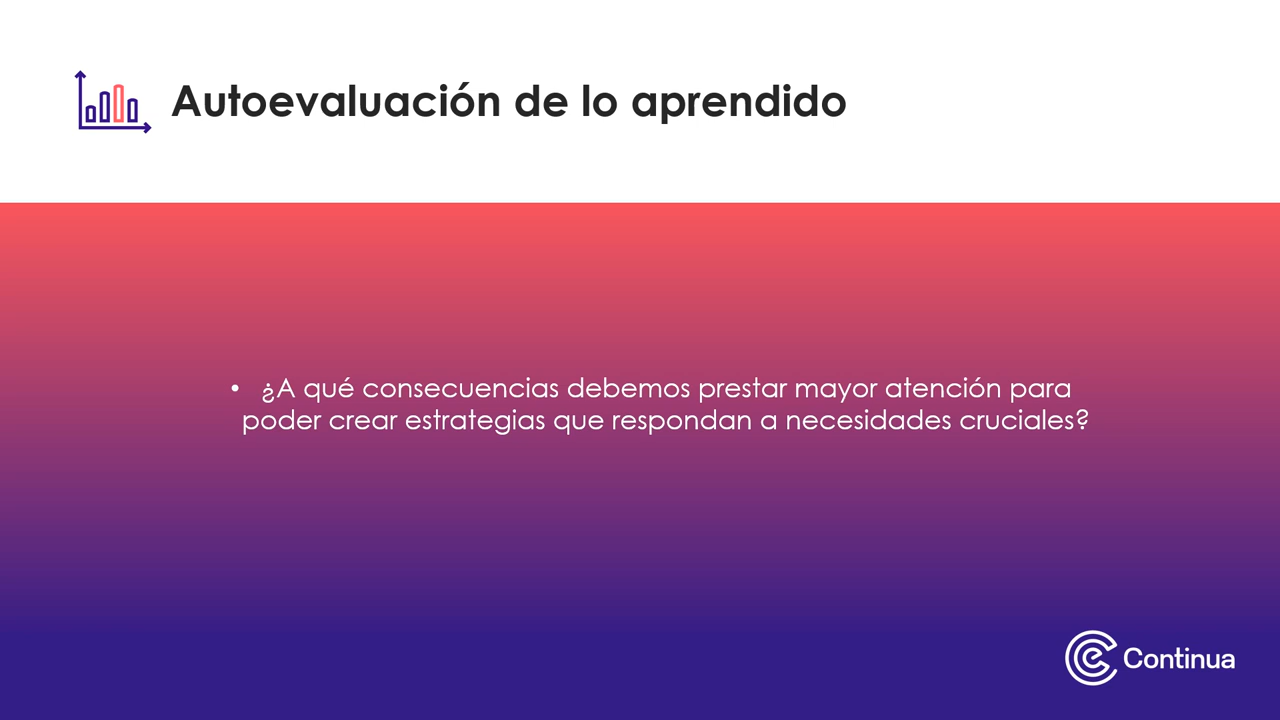 Autoevaluación de lo aprendido
• ¿A qué consecuencias debemos prestar mayor atención para
poder crear estrategias que respondan a necesidades cruciales?
Continua